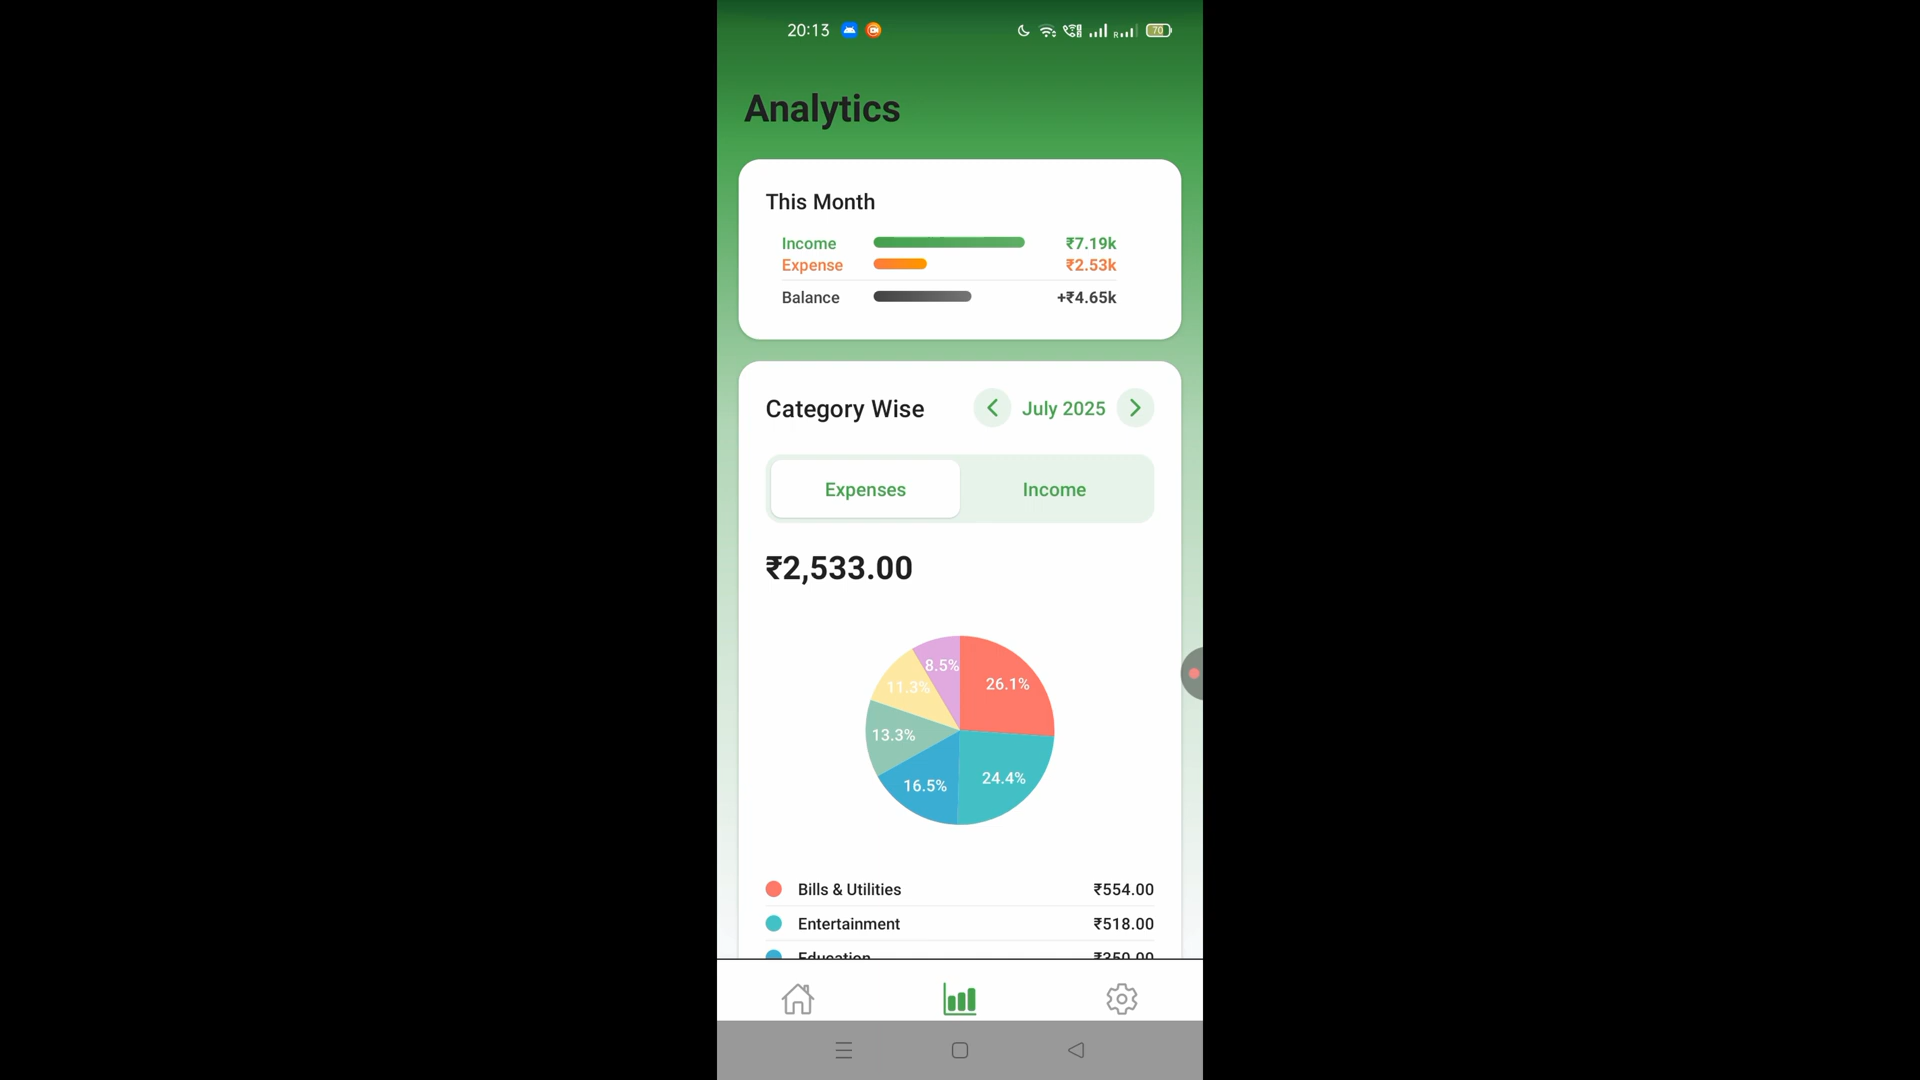 20:13
R
70
Analytics
This Month
Income ₹7.19k
Expense ₹2.53k
Balance +₹4.65k
Category Wise July 2025
Expenses Income
₹2,533.00
8.5%
26.1%
11.3%
13.3%
24.4%
16.5%
Bills & Utilities ₹554.00
Entertainment ₹518.00
Education